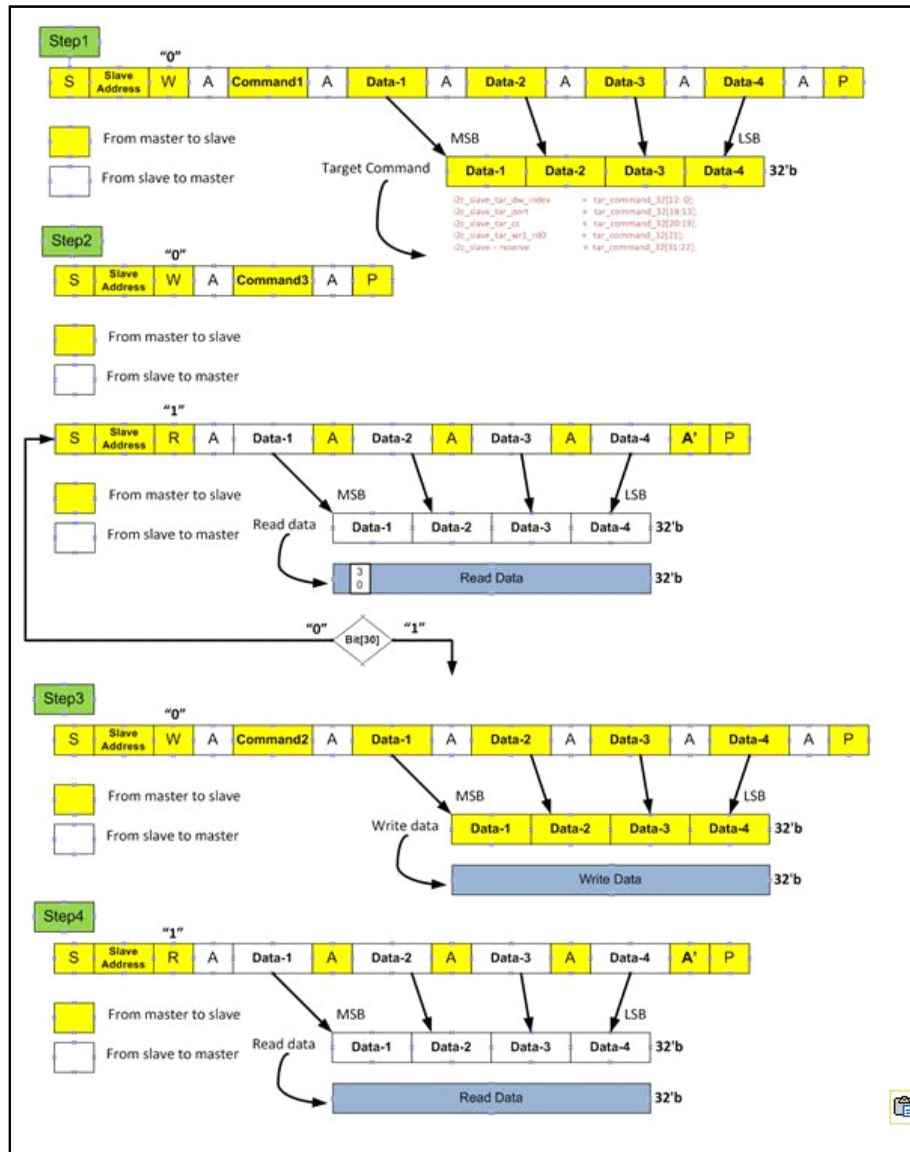 Step1
"0"
S Slave Address W A Command1 A Data-1 A Data-2 A Data-3 A Data-4 A P
From master to slave
From slave to master
MSB LSB
Target Command
Data-1 Data-2 Data-3 Data-4 32'b
i2c_slave_tar_dw_index = tar_command_32[12: 0];
i2c_slave_tar_port = tar_command_32[18:13];
i2c_slave_tar_cs = tar_command_32[20:19];
i2c_slave_tar_wr1_rd0 = tar_command_32[21];
i2c_slave - reserve = tar_command_32[31:22];
Step2
"0"
S Slave Address W A Command3 A P
From master to slave
From slave to master
"1"
S Slave Address R A Data-1 A Data-2 A Data-3 A Data-4 A' P
From master to slave
From slave to master
MSB LSB
Read data
Data-1 Data-2 Data-3 Data-4 32'b
30 Read Data 32'b
"0" Bit[30] "1"
Step3
"0"
S Slave Address W A Command2 A Data-1 A Data-2 A Data-3 A Data-4 A P
From master to slave
From slave to master
MSB LSB
Write data
Data-1 Data-2 Data-3 Data-4 32'b
Write Data 32'b
Step4
"1"
S Slave Address R A Data-1 A Data-2 A Data-3 A Data-4 A' P
From master to slave
From slave to master
MSB LSB
Read data
Data-1 Data-2 Data-3 Data-4 32'b
Read Data 32'b